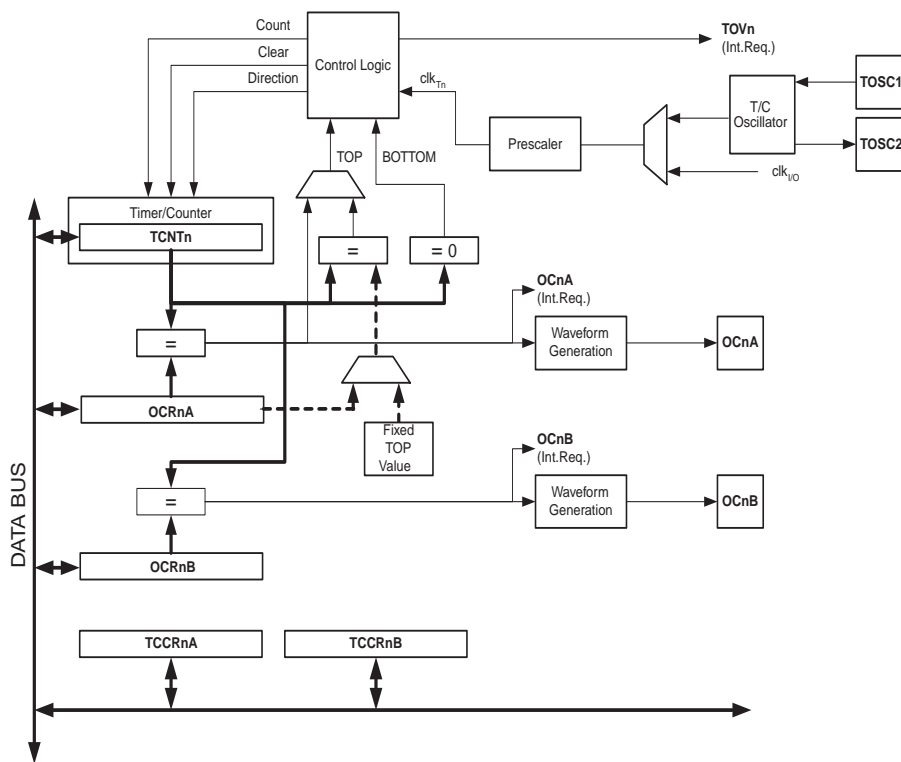 Count
Clear
Direction
Control Logic
TOVn
(Int.Req.)
clkTn
TOSC1
T/C
Oscillator
TOSC2
Prescaler
clkI/O
TOP
BOTTOM
Timer/Counter
TCNTn
=
= 0
OCnA
(Int.Req.)
=
Waveform
Generation
OCnA
OCRnA
Fixed
TOP
Value
OCnB
(Int.Req.)
=
Waveform
Generation
OCnB
OCRnB
DATA BUS
TCCRnA
TCCRnB